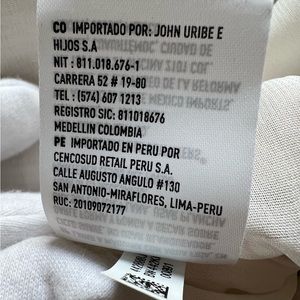 CO IMPORTADO POR: JOHN URIBE E
HIJOS S.A
NIT : 811.018.676-1
CARRERA 52 # 19-80
TEL : (574) 607 1213
REGISTRO SIC: 811018676
MEDELLIN COLOMBIA
PE IMPORTADO EN PERU POR
CENCOSUD RETAIL PERU S.A.
CALLE AUGUSTO ANGULO #130
SAN ANTONIO-MIRAFLORES, LIMA-PERU
RUC: 20109072177